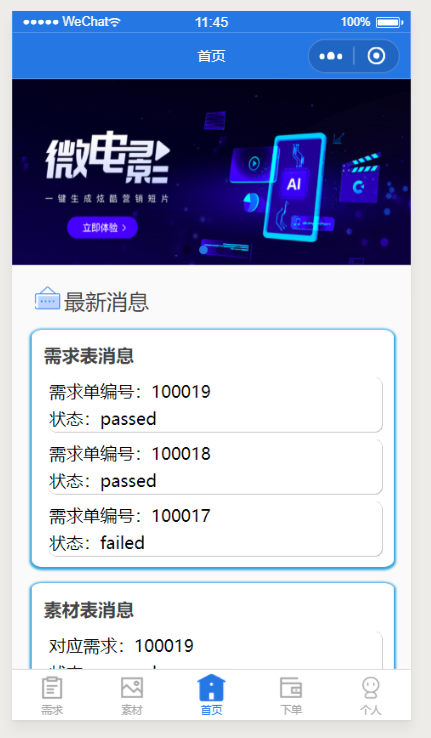 WeChat
11:45
100%
首页
微电影
一键生成炫酷营销短片
立即体验 >
AI
最新消息
需求表消息
需求单编号：100019
状态：passed
需求单编号：100018
状态：passed
需求单编号：100017
状态：failed
素材表消息
对应需求：100019
需求
素材
首页
下单
个人